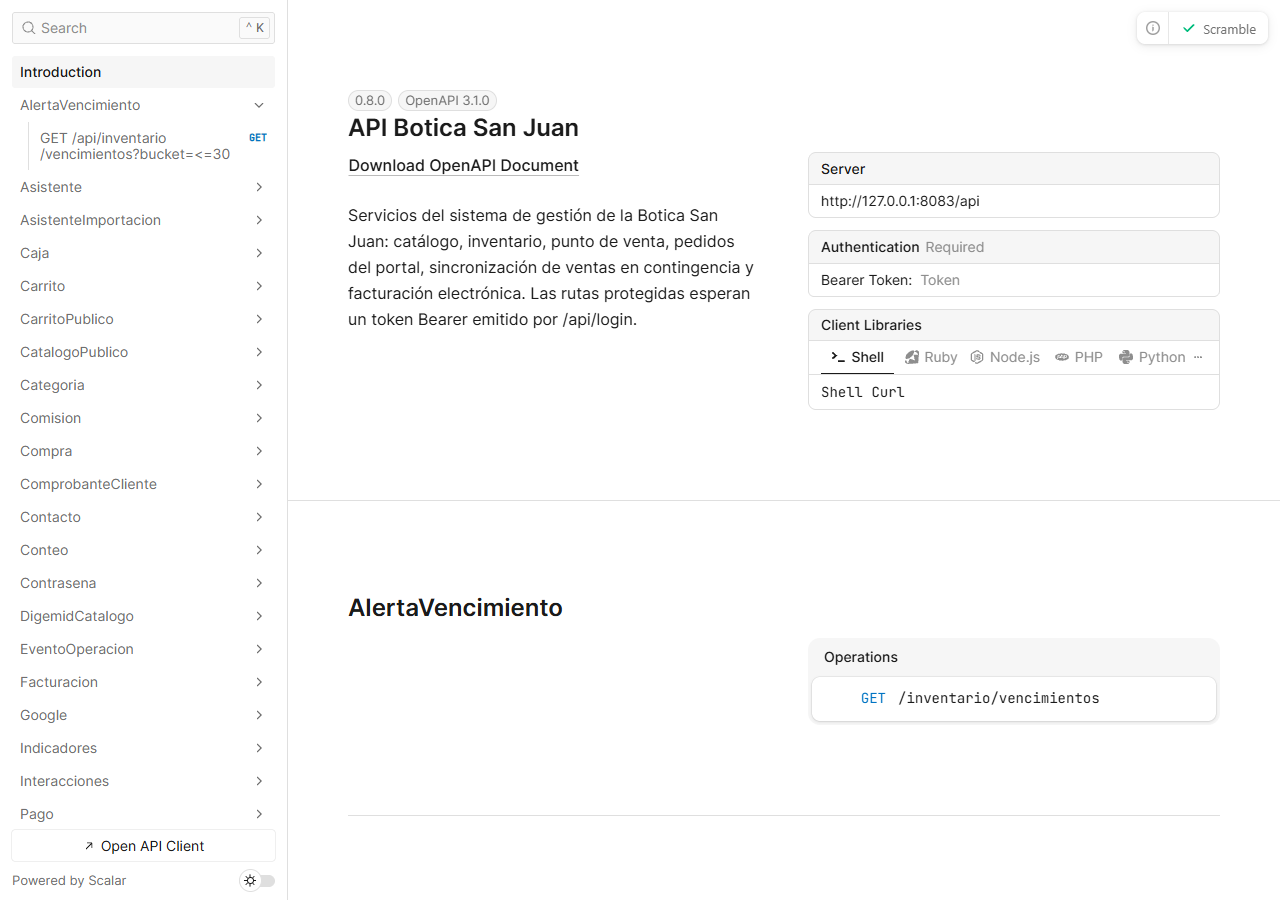 Search
^ K
Introduction
AlertaVencimiento
GET /api/inventario
/vencimientos?bucket=<=30
GET
Asistente
AsistenteImportacion
Caja
Carrito
CarritoPublico
CatalogoPublico
Categoria
Comision
Compra
ComprobanteCliente
Contacto
Conteo
Contrasena
DigemidCatalogo
EventoOperacion
Facturacion
Google
Indicadores
Interacciones
Pago
Open API Client
Powered by Scalar
Scramble
0.8.0 OpenAPI 3.1.0
API Botica San Juan
Download OpenAPI Document
Servicios del sistema de gestión de la Botica San
Juan: catálogo, inventario, punto de venta, pedidos
del portal, sincronización de ventas en contingencia y
facturación electrónica. Las rutas protegidas esperan
un token Bearer emitido por /api/login.
Server
http://127.0.0.1:8083/api
Authentication Required
Bearer Token: Token
Client Libraries
Shell Ruby Node.js PHP Python ···
Shell Curl
AlertaVencimiento
Operations
GET /inventario/vencimientos